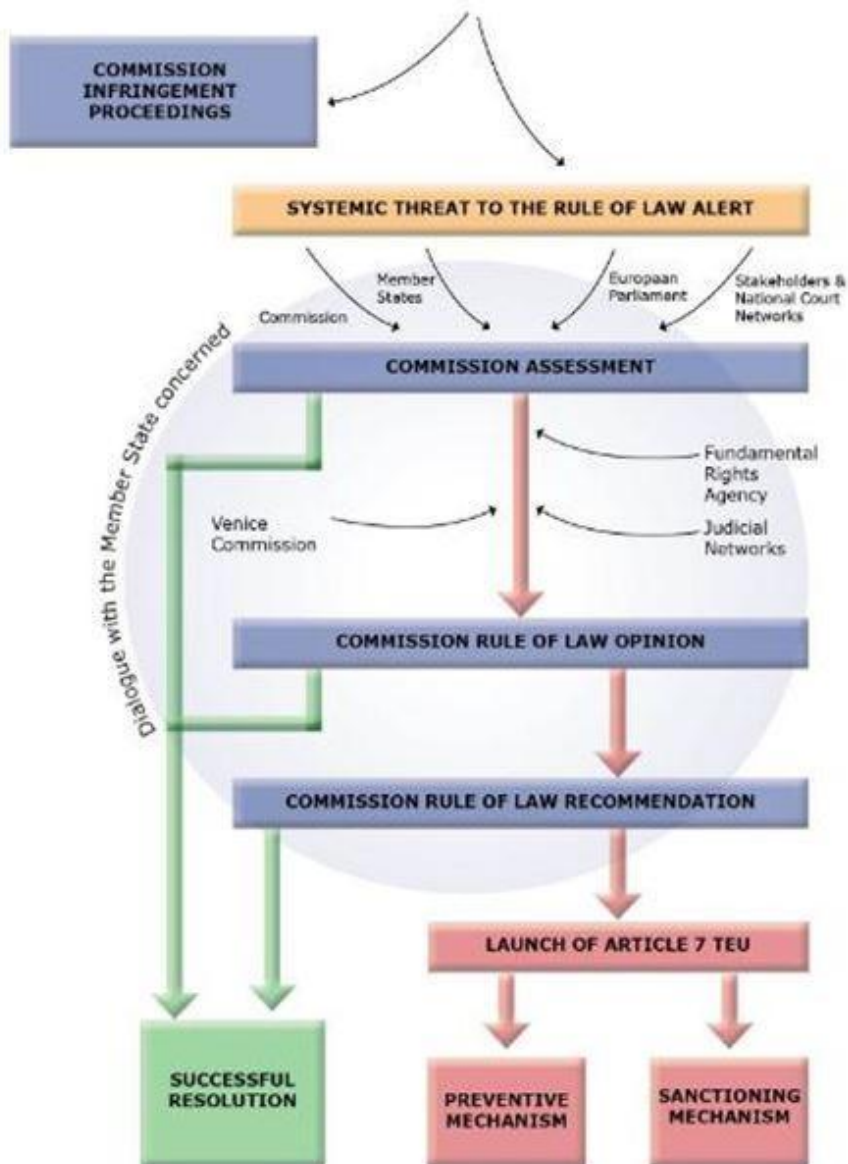 COMMISSION
INFRINGEMENT
PROCEEDINGS
SYSTEMIC THREAT TO THE RULE OF LAW ALERT
Commission
Member
States
Europaan
Parliament
Stakeholders &
National Court
Networks
COMMISSION ASSESSMENT
Dialogue with the Member State concerned
Fundamental
Rights
Agency
Venice
Commission
Judicial
Networks
COMMISSION RULE OF LAW OPINION
COMMISSION RULE OF LAW RECOMMENDATION
LAUNCH OF ARTICLE 7 TEU
SUCCESSFUL
RESOLUTION
PREVENTIVE
MECHANISM
SANCTIONING
MECHANISM